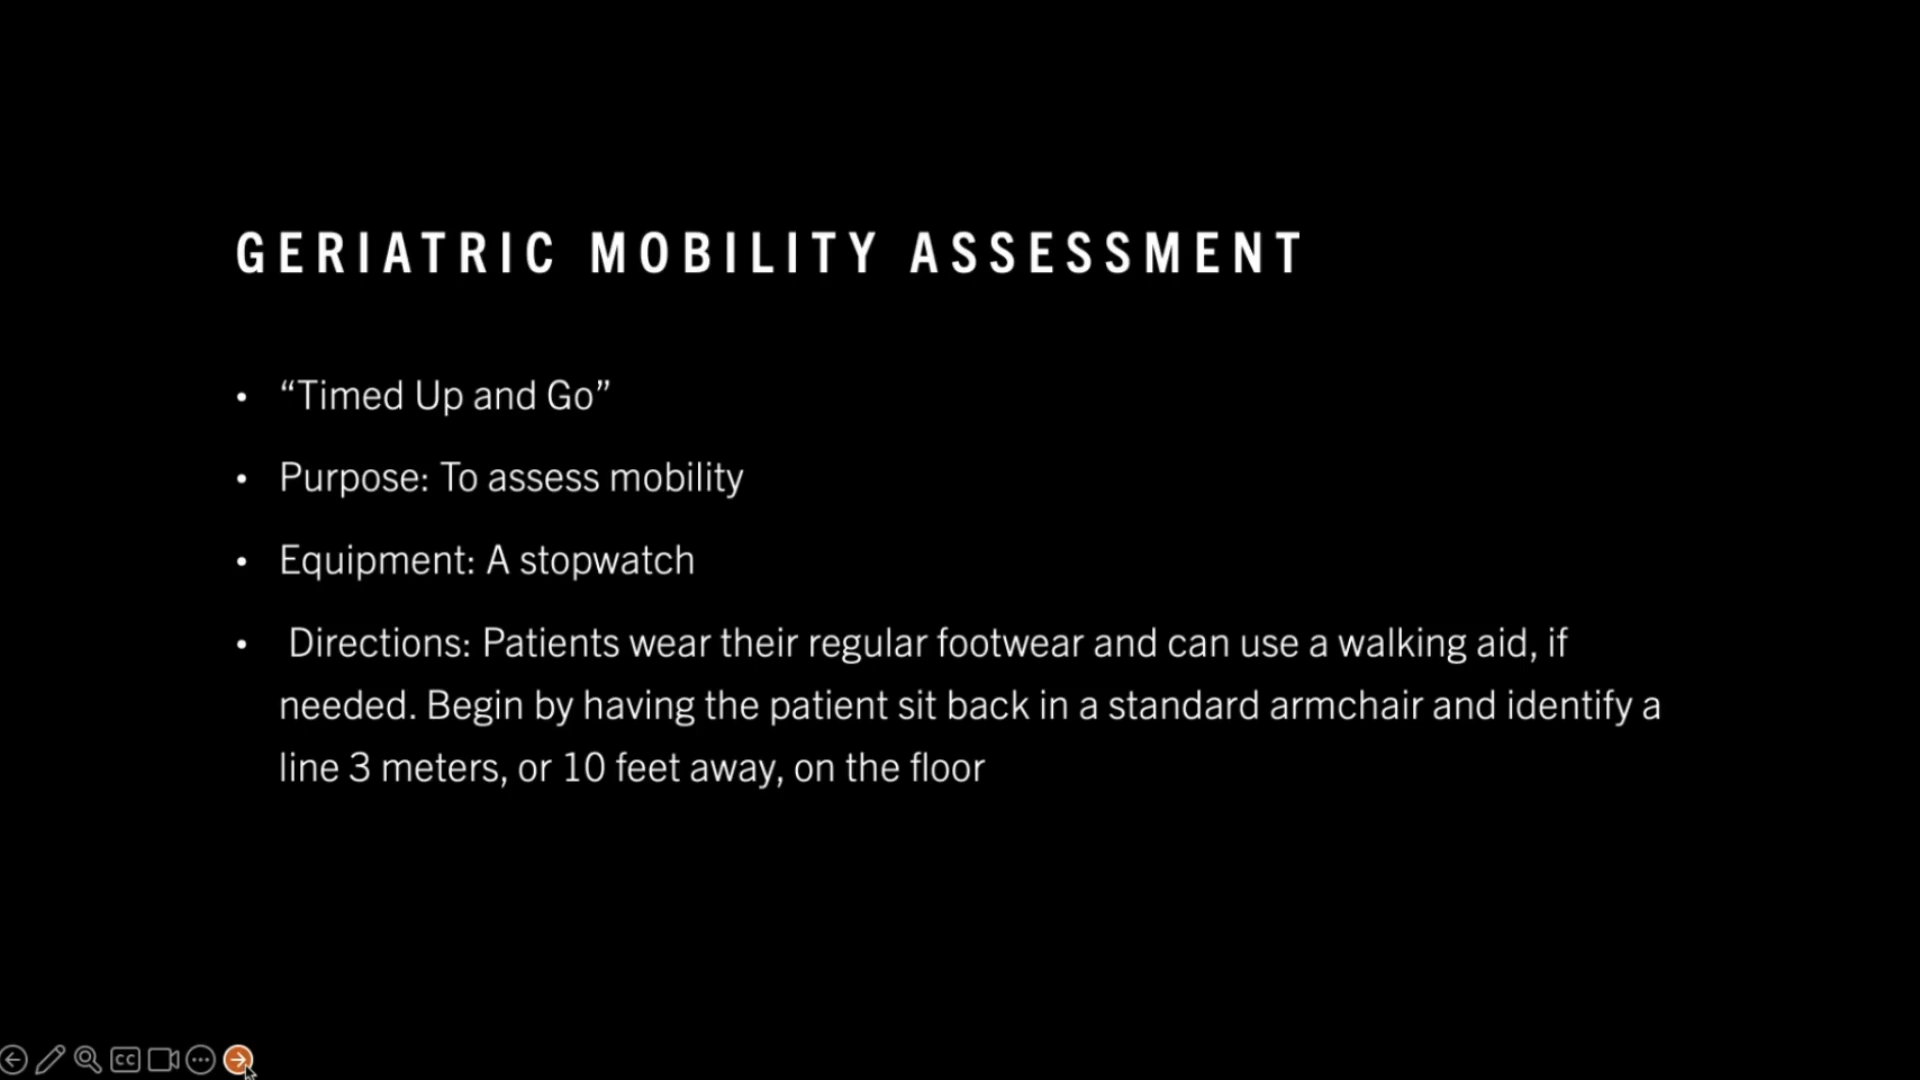 GERIATRIC MOBILITY ASSESSMENT
• “Timed Up and Go”
• Purpose: To assess mobility
• Equipment: A stopwatch
• Directions: Patients wear their regular footwear and can use a walking aid, if
needed. Begin by having the patient sit back in a standard armchair and identify a
line 3 meters, or 10 feet away, on the floor
CC